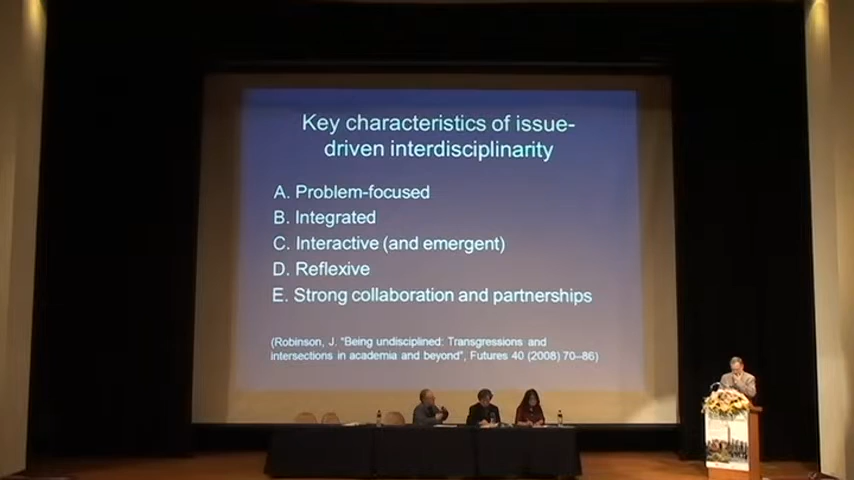 Key characteristics of issue-
driven interdisciplinarity
A. Problem-focused
B. Integrated
C. Interactive (and emergent)
D. Reflexive
E. Strong collaboration and partnerships
(Robinson, J. "Being undisciplined: Transgressions and
intersections in academia and beyond", Futures 40 (2008) 70–86)